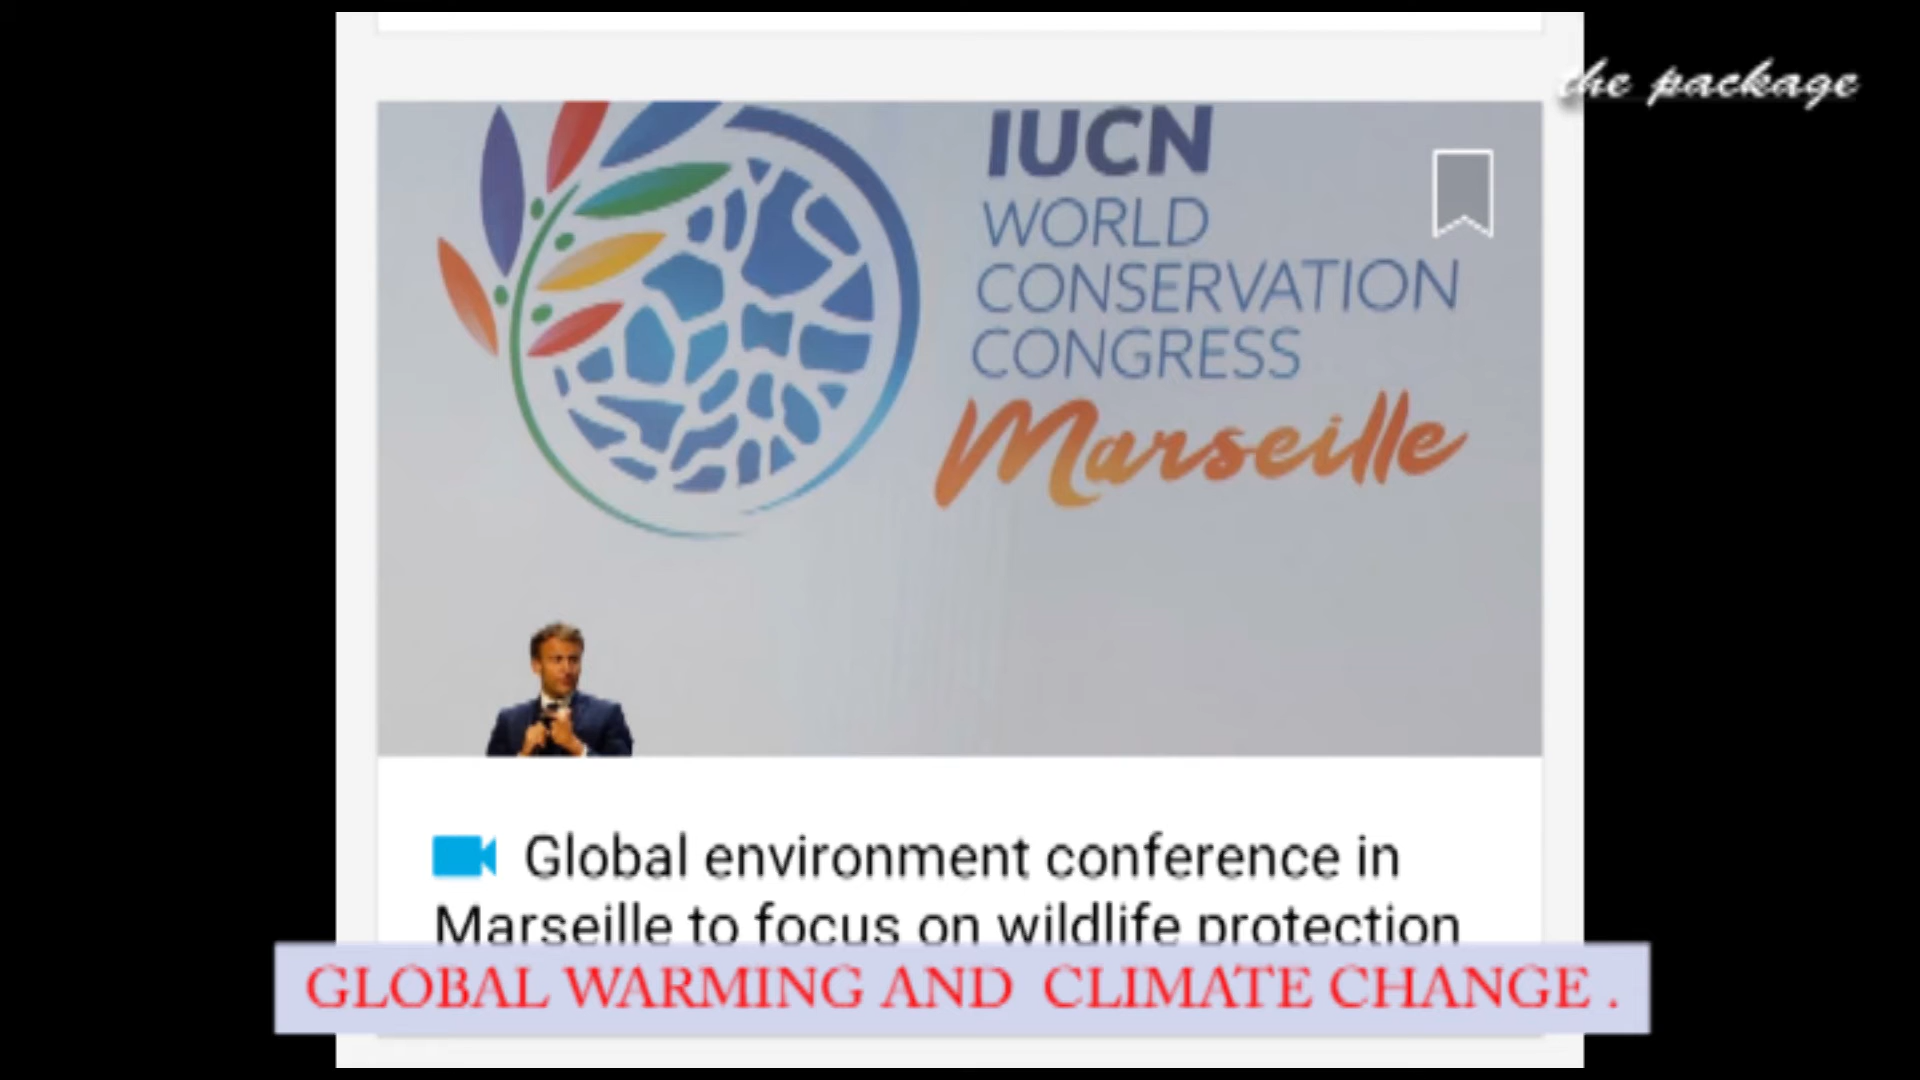 the package
IUCN
WORLD
CONSERVATION
CONGRESS
Marseille
Global environment conference in
Marseille to focus on wildlife protection
GLOBAL WARMING AND CLIMATE CHANGE .